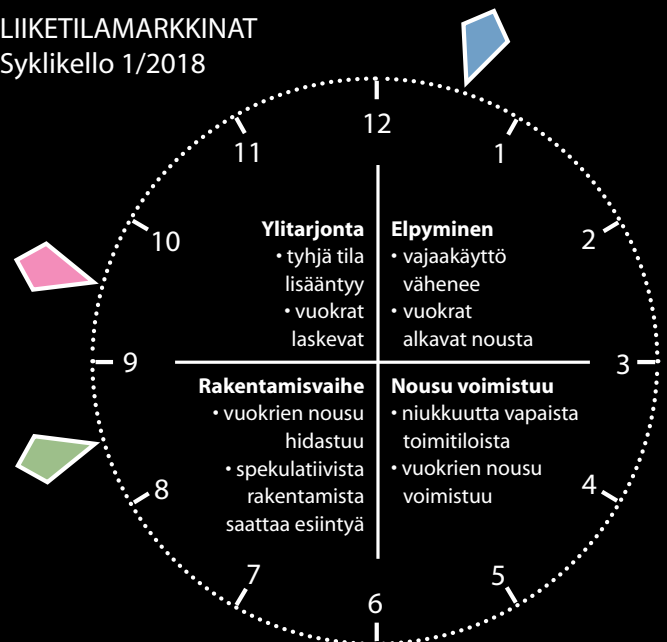 LIIKETILAMARKKINAT
Syklikello 1/2018
12
11
1
10
2
9
3
8
4
7
5
6
Ylitarjonta
• tyhjä tila
lisääntyy
• vuokrat
laskevat
Elpyminen
• vajaakäyttö
vähenee
• vuokrat
alkavat nousta
Rakentamisvaihe
• vuokrien nousu
hidastuu
• spekulatiivista
rakentamista
saattaa esiintyä
Nousu voimistuu
• niukkuutta vapaista
toimitiloista
• vuokrien nousu
voimistuu